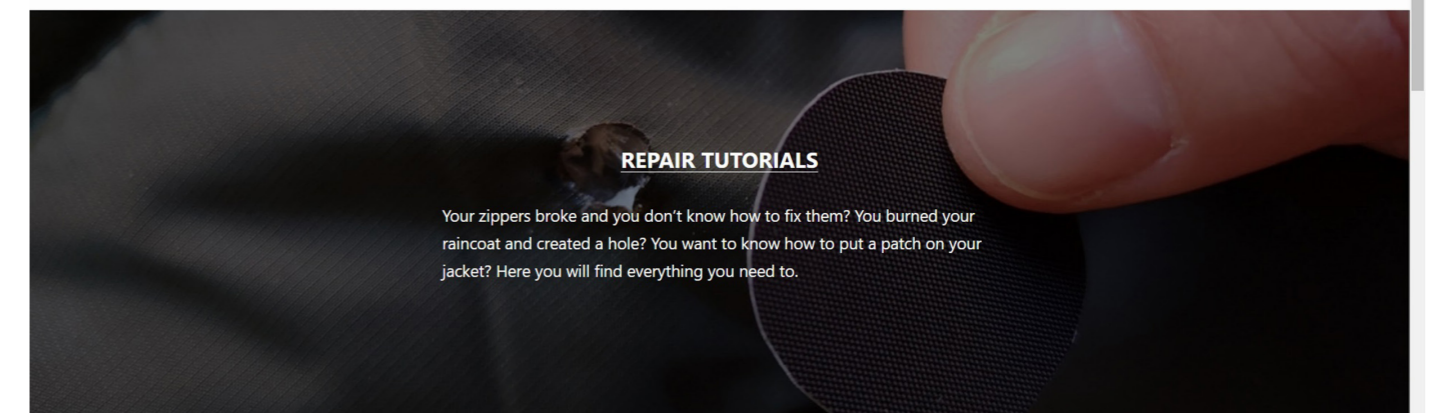 REPAIR TUTORIALS
Your zippers broke and you don't know how to fix them? You burned your
raincoat and created a hole? You want to know how to put a patch on your
jacket? Here you will find everything you need to.